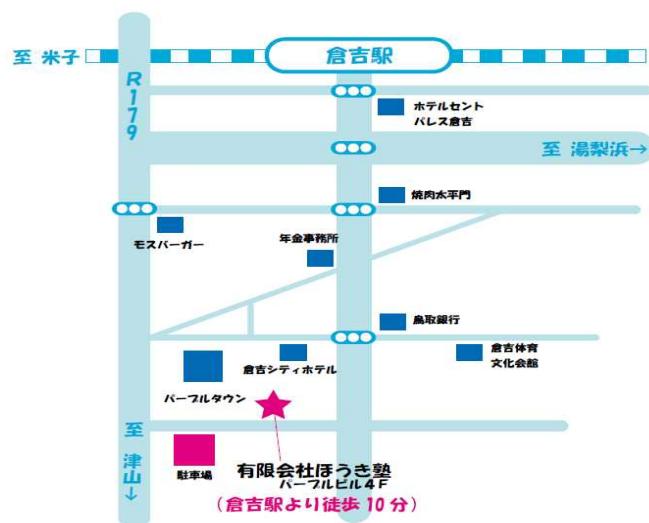 至 米子
倉吉駅
R179
ホテルセント
パレス倉吉
至 湯梨浜→
焼肉太平門
モスバーガー
年金事務所
鳥取銀行
倉吉体育
文化会館
倉吉シティホテル
パープルタウン
至 津山→
駐車場
有限会社ほうき塾
パープルビル4F
(倉吉駅より徒歩10分)